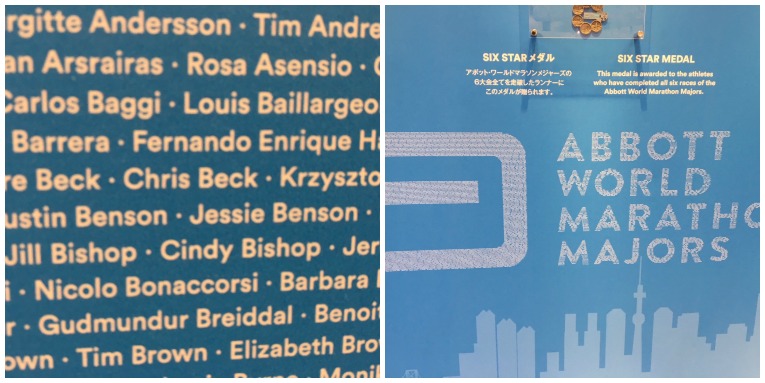 rgitte Andersson · Tim Andre
an Arsrairas · Rosa Asensio ·
Carlos Baggi · Louis Baillargeo
Barrera · Fernando Enrique Ha
re Beck · Chris Beck · Krzyszto
ustin Benson · Jessie Benson ·
Jill Bishop · Cindy Bishop · Jer
i · Nicolo Bonaccorsi · Barbara
r · Gudmundur Breiddal · Benoit
own · Tim Brown · Elizabeth Bro
SIX STARメダル
アボット・ワールドマラソンメジャーズの
6大会全てを走破したランナーに
このメダルが贈られます。
SIX STAR MEDAL
This medal is awarded to the athletes
who have completed all six races of the
Abbott World Marathon Majors.
ABBOTT
WORLD
MARATHO
MAJORS